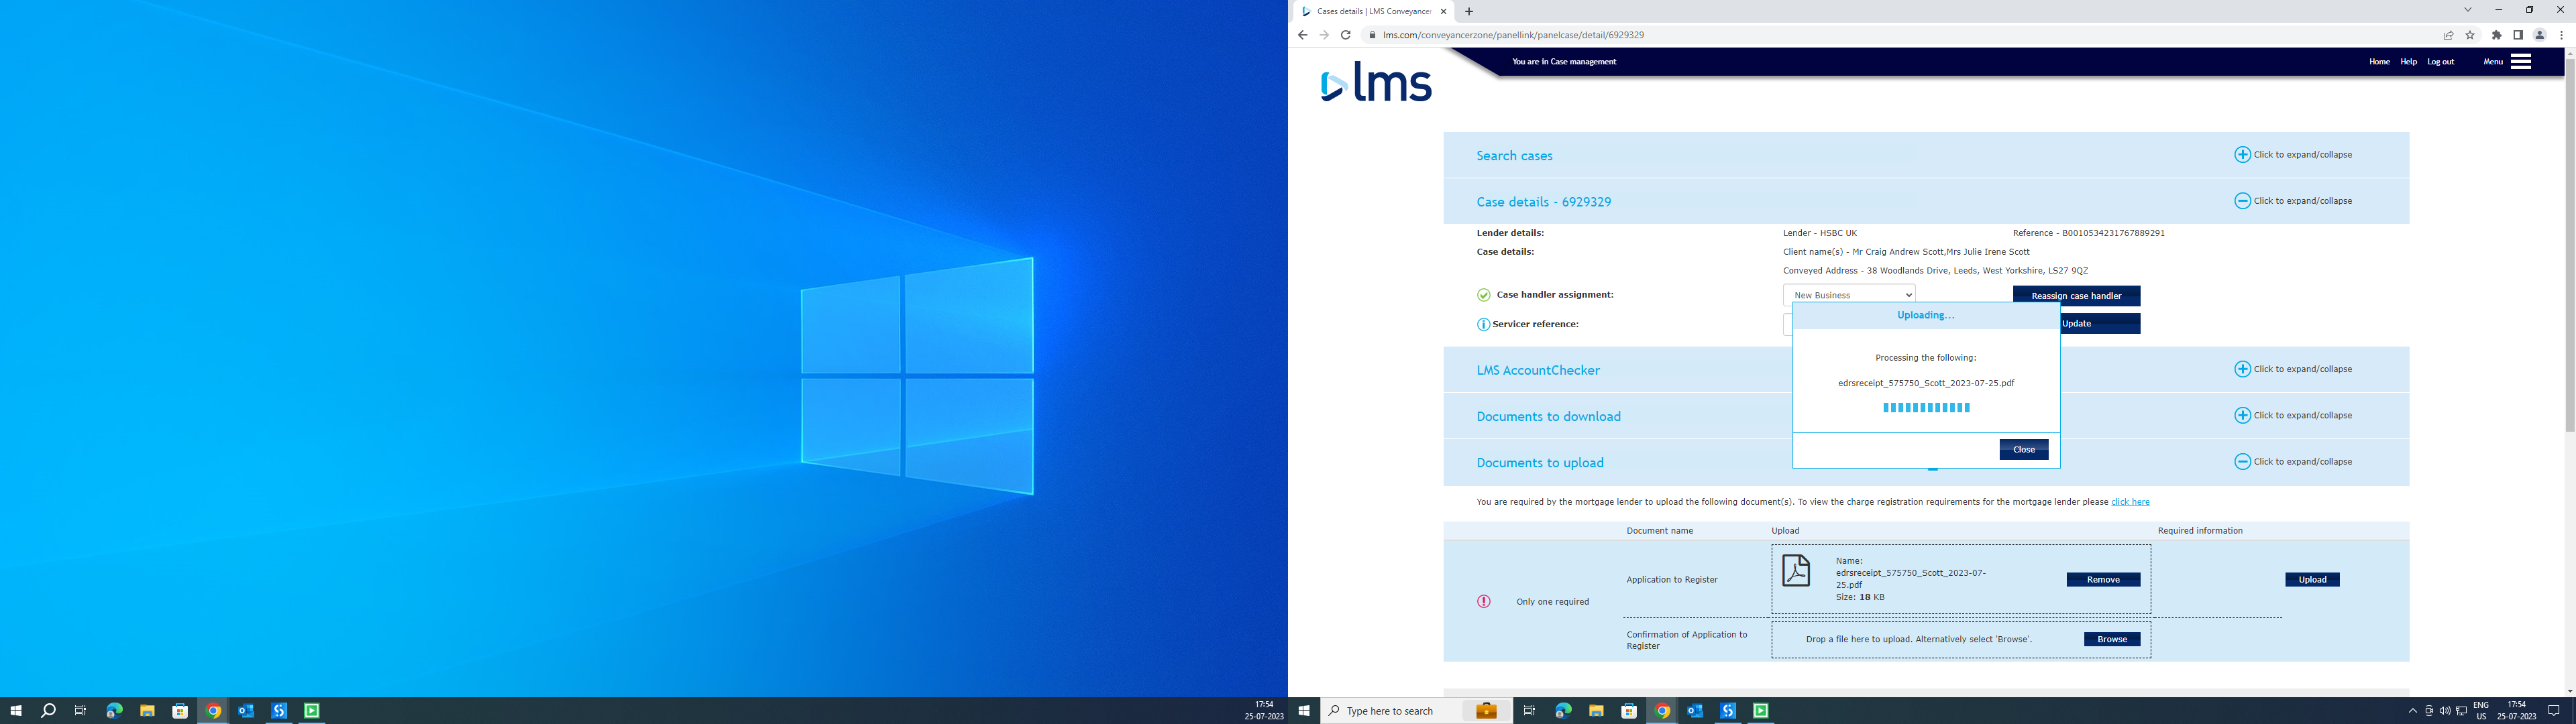 Cases details | LMS Conveyancer
lms.com/conveyancerzone/panellink/panelcase/detail/6929329
You are in Case management
Home Help Log out Menu
lms
Search cases
Click to expand/collapse
Case details - 6929329
Click to expand/collapse
Lender details: Lender - HSBC UK Reference - B0010534231767889291
Case details: Client name(s) - Mr Craig Andrew Scott,Mrs Julie Irene Scott
Conveyed Address - 38 Woodlands Drive, Leeds, West Yorkshire, LS27 9QZ
Case handler assignment: New Business Reassign case handler
Servicer reference: Update
Uploading...
Processing the following:
edrsreceipt_575750_Scott_2023-07-25.pdf
Close
LMS AccountChecker
Click to expand/collapse
Documents to download
Click to expand/collapse
Documents to upload
Click to expand/collapse
You are required by the mortgage lender to upload the following document(s). To view the charge registration requirements for the mortgage lender please click here
Document name Upload Required information
Only one required
Application to Register
Name:
edrsreceipt_575750_Scott_2023-07-
25.pdf
Size: 18 KB
Remove
Upload
Confirmation of Application to
Register
Drop a file here to upload. Alternatively select 'Browse'.
Browse
17:54
25-07-2023
Type here to search
ENG
US
17:54
25-07-2023